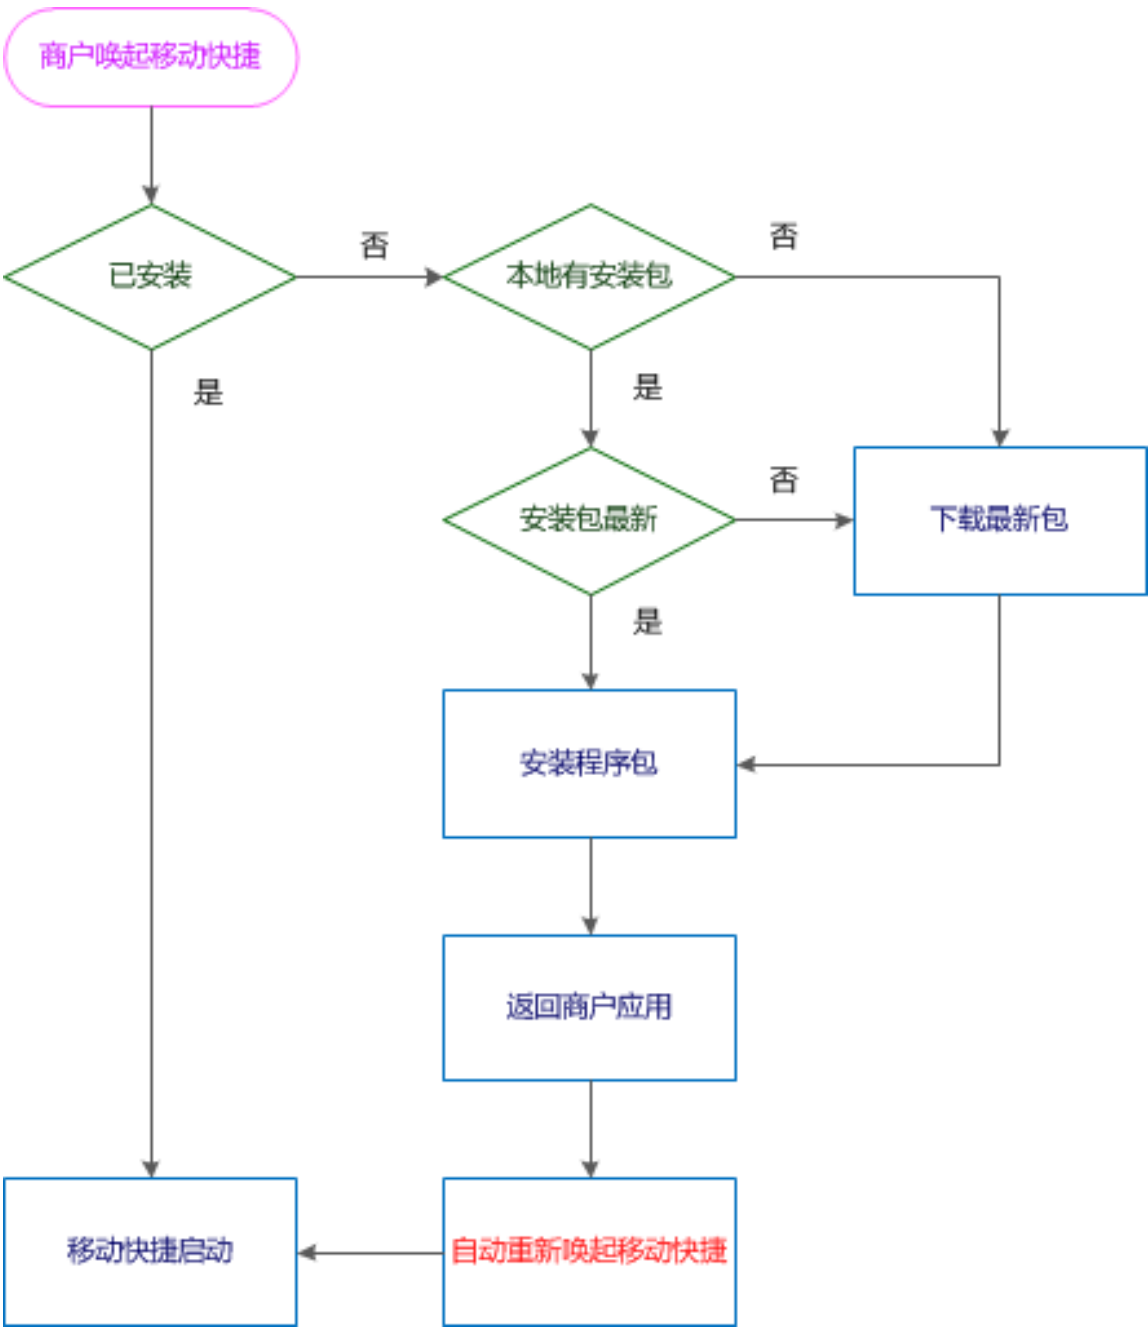 商户唤起移动快捷
已安装
否
本地有安装包
否
是
是
安装包最新
否
下载最新包
是
安装程序包
返回商户应用
移动快捷启动
自动重新唤起移动快捷